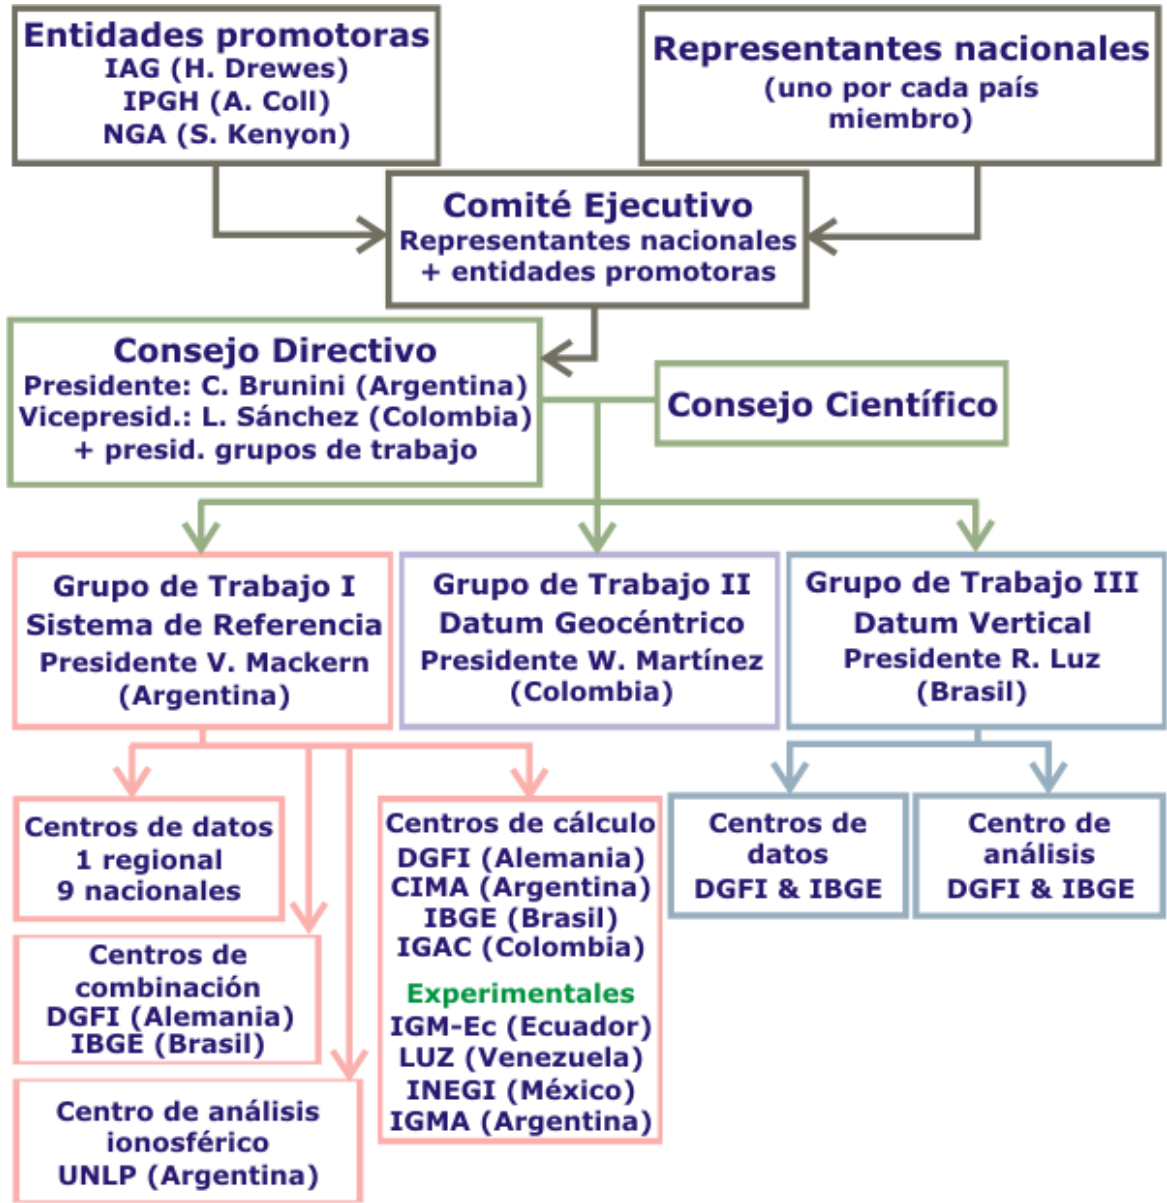 Entidades promotoras
IAG (H. Drewes)
IPGH (A. Coll)
NGA (S. Kenyon)
Representantes nacionales
(uno por cada país
miembro)
Comité Ejecutivo
Representantes nacionales
+ entidades promotoras
Consejo Directivo
Presidente: C. Brunini (Argentina)
Vicepresid.: L. Sánchez (Colombia)
+ presid. grupos de trabajo
Consejo Científico
Grupo de Trabajo I
Sistema de Referencia
Presidente V. Mackern
(Argentina)
Grupo de Trabajo II
Datum Geocéntrico
Presidente W. Martínez
(Colombia)
Grupo de Trabajo III
Datum Vertical
Presidente R. Luz
(Brasil)
Centros de datos
1 regional
9 nacionales
Centros de
combinación
DGFI (Alemania)
IBGE (Brasil)
Centro de análisis
ionosférico
UNLP (Argentina)
Centros de cálculo
DGFI (Alemania)
CIMA (Argentina)
IBGE (Brasil)
IGAC (Colombia)
Experimentales
IGM-Ec (Ecuador)
LUZ (Venezuela)
INEGI (México)
IGMA (Argentina)
Centros de
datos
DGFI & IBGE
Centro de
análisis
DGFI & IBGE